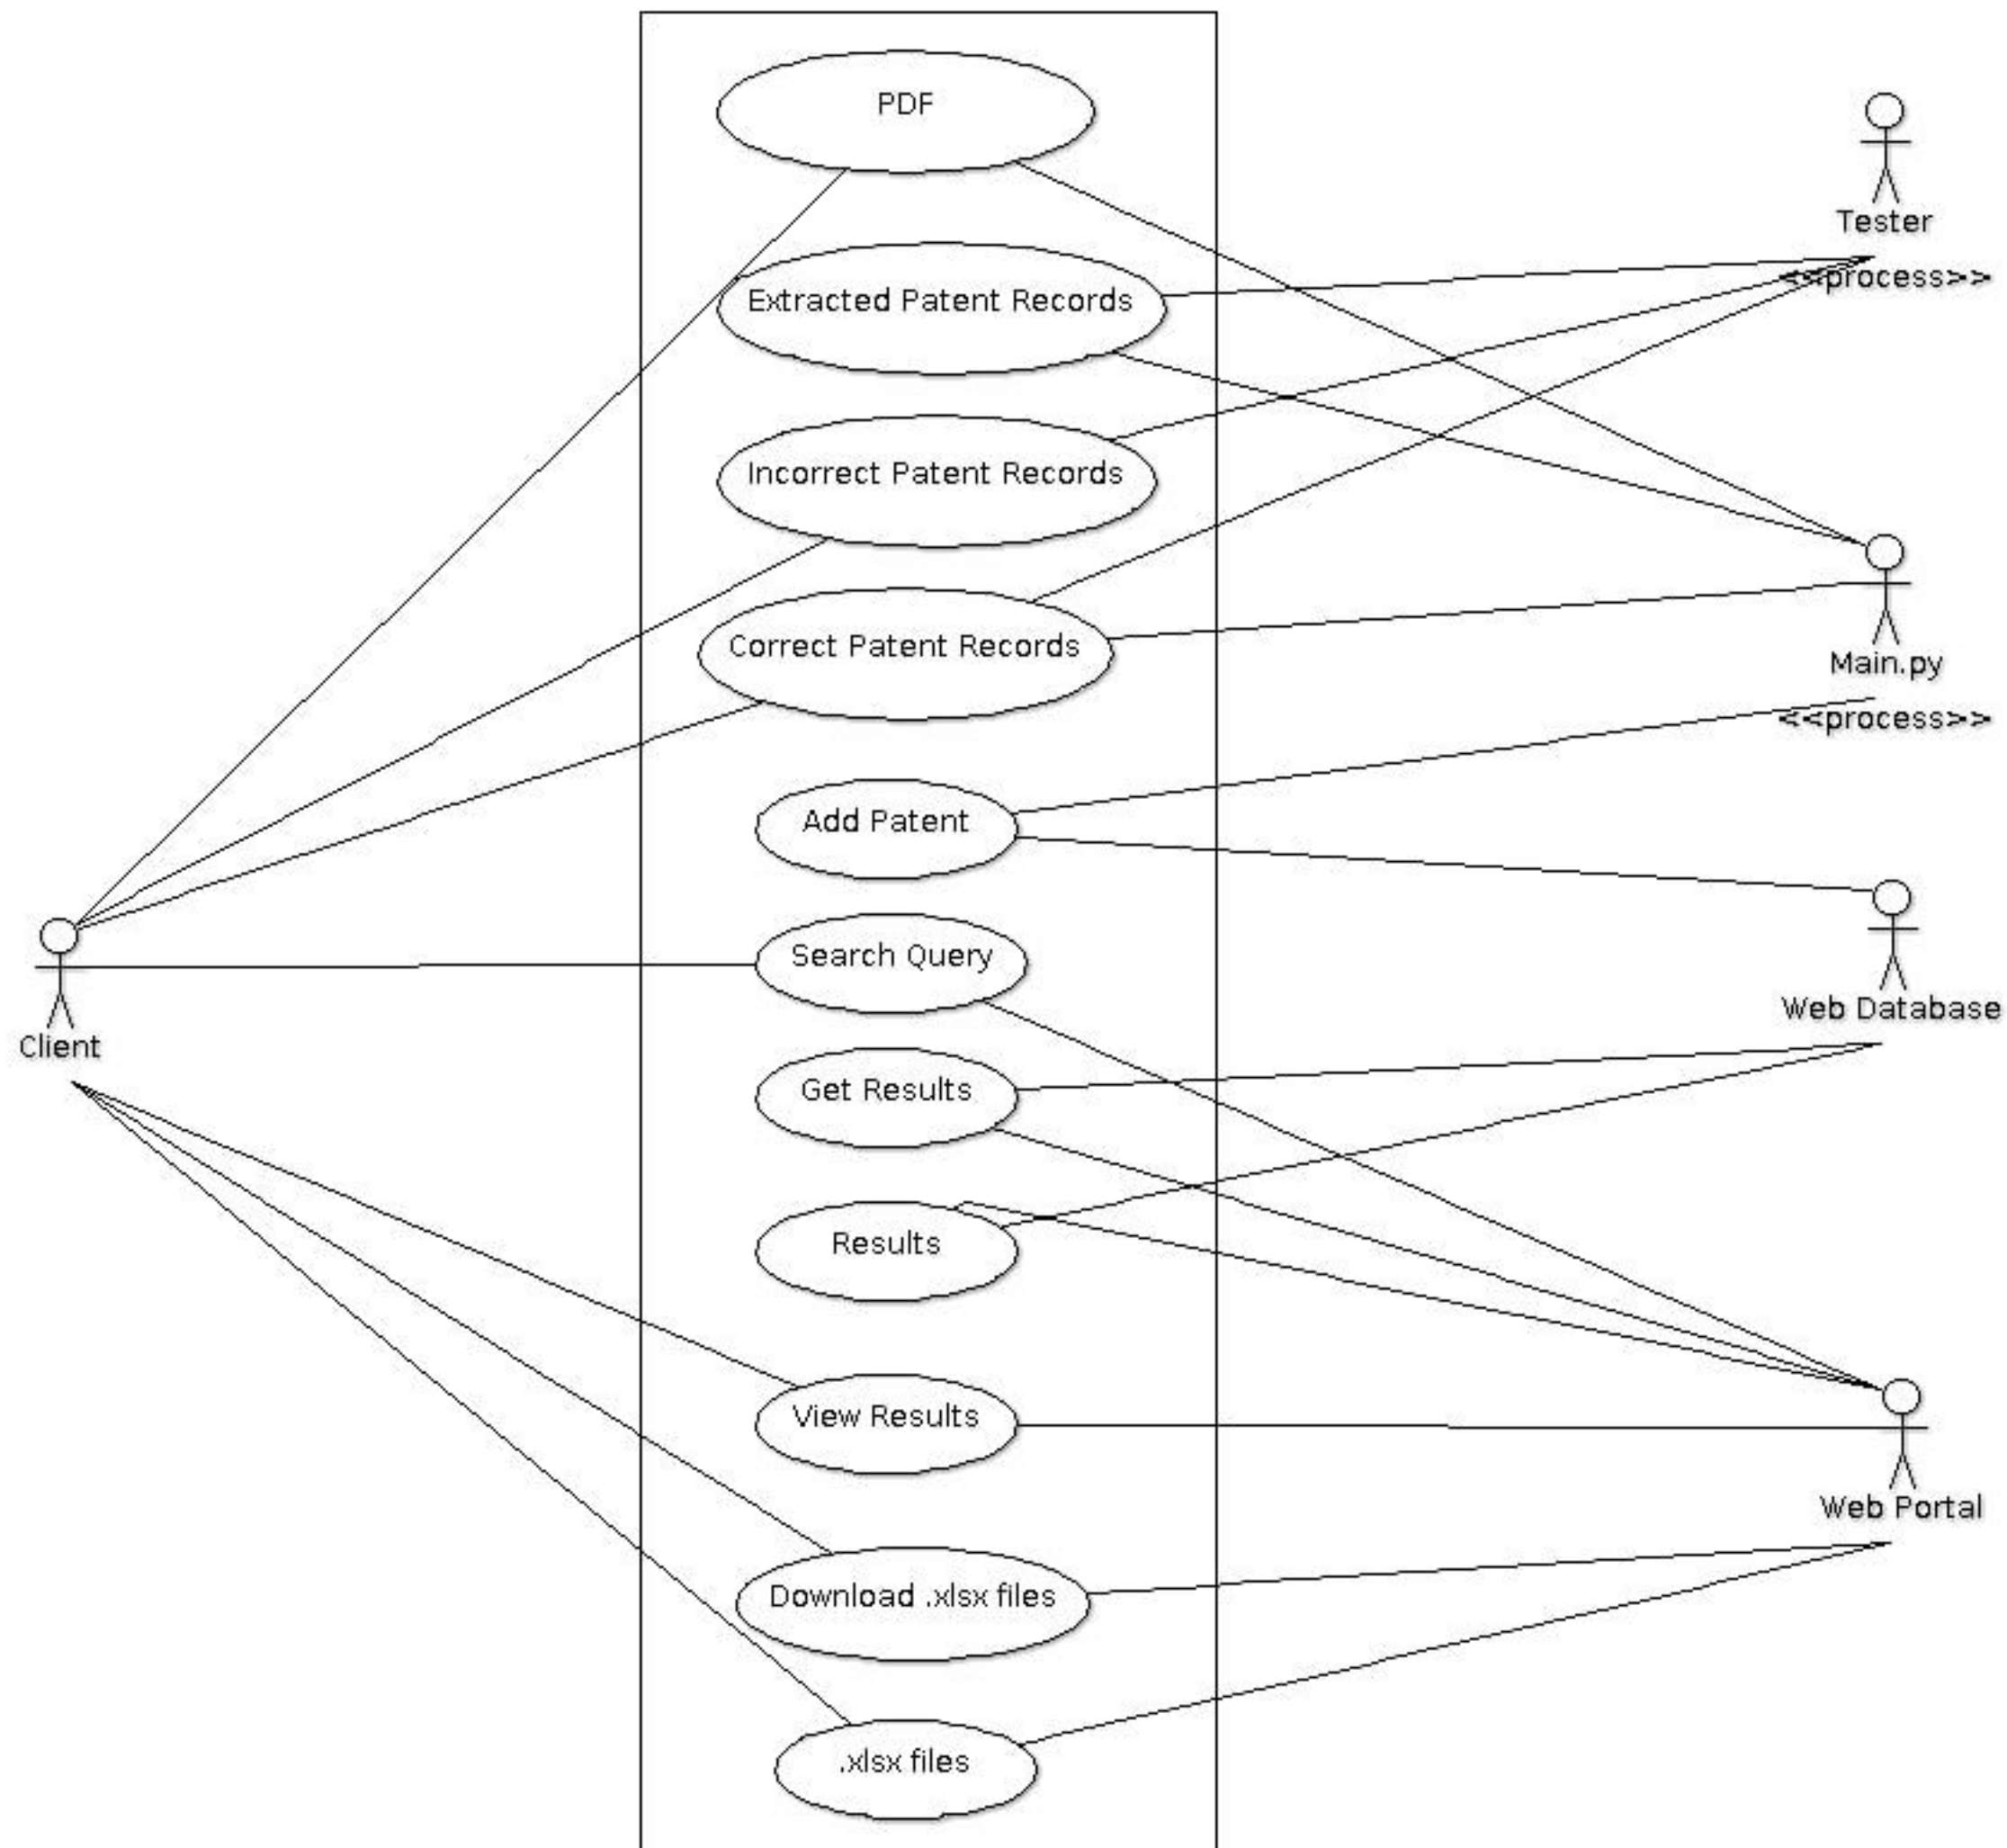 PDF
Tester
<<process>>
Extracted Patent Records
Incorrect Patent Records
Correct Patent Records
Main.py
<<process>>
Add Patent
Search Query
Web Database
Client
Get Results
Results
View Results
Web Portal
Download .xlsx files
.xlsx files